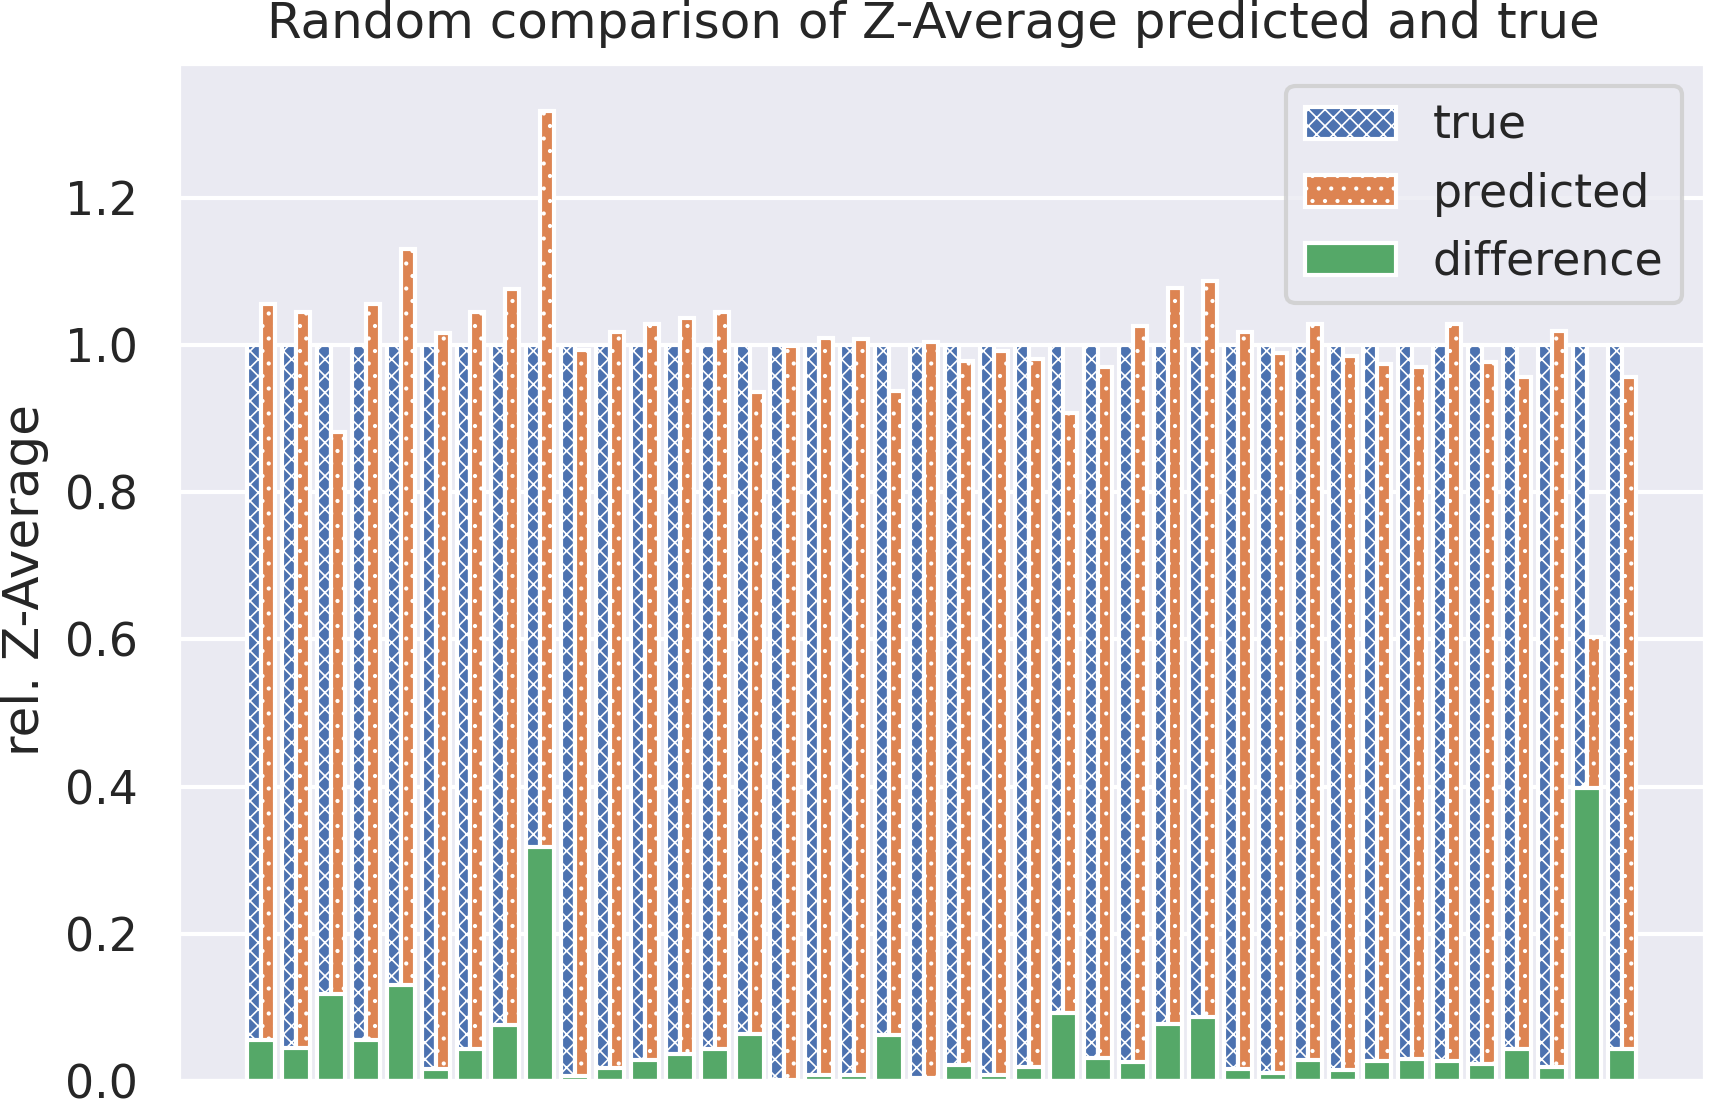 Random comparison of Z-Average predicted and true
true
predicted
difference
rel. Z-Average
1.2
1.0
0.8
0.6
0.4
0.2
0.0